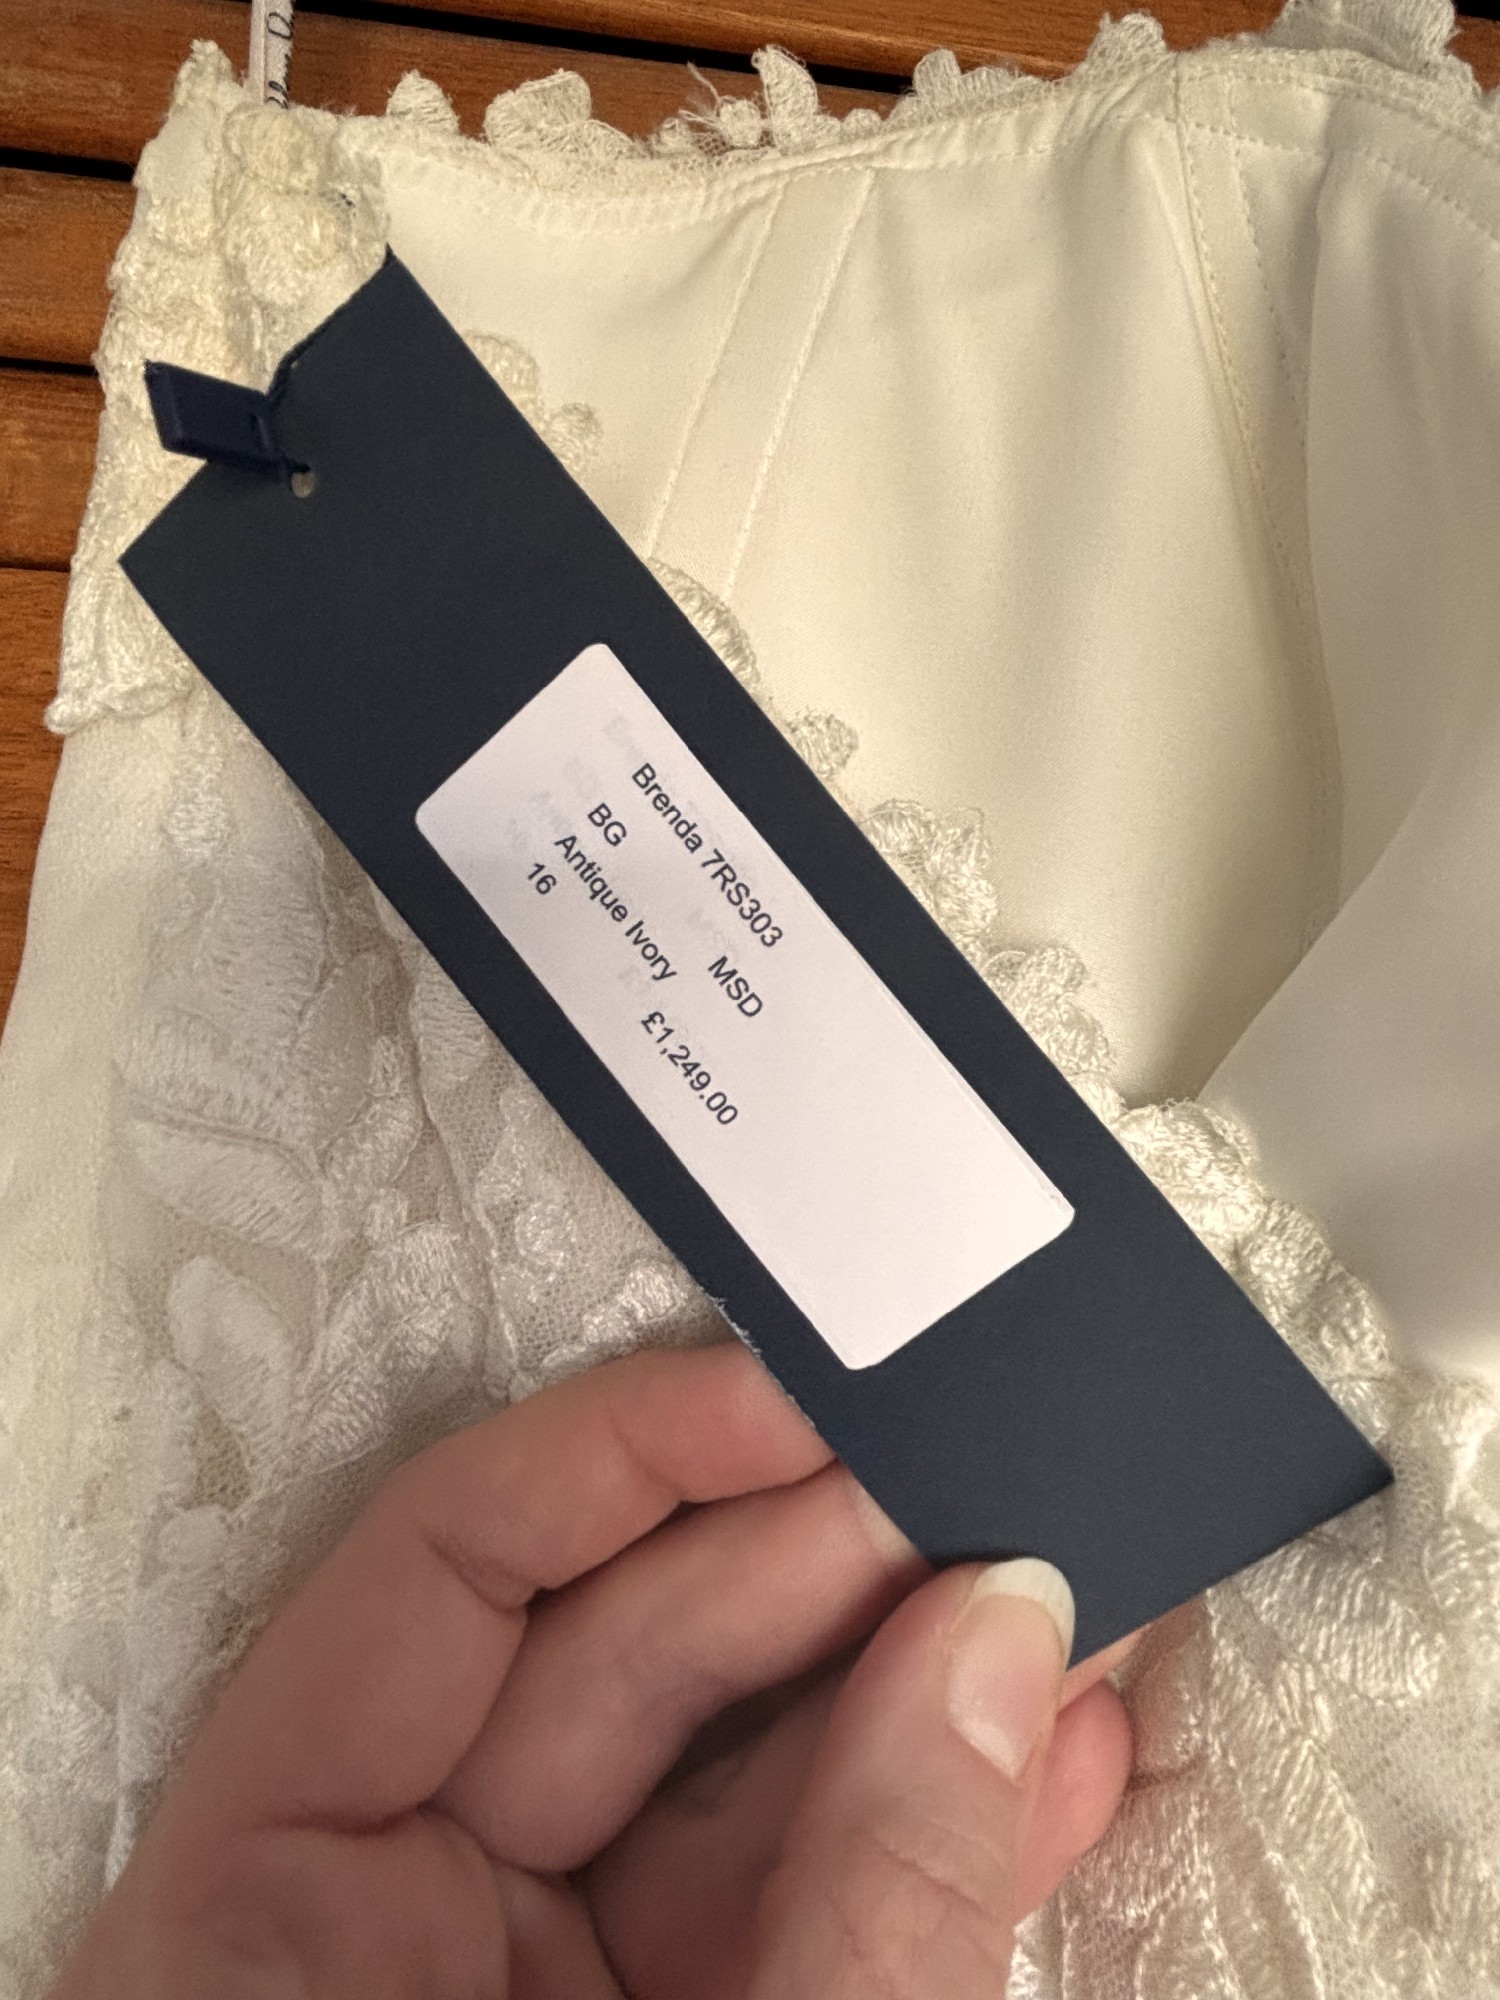 Brenda 7RS303
BG MSD
Antique Ivory
16 £1,249.00